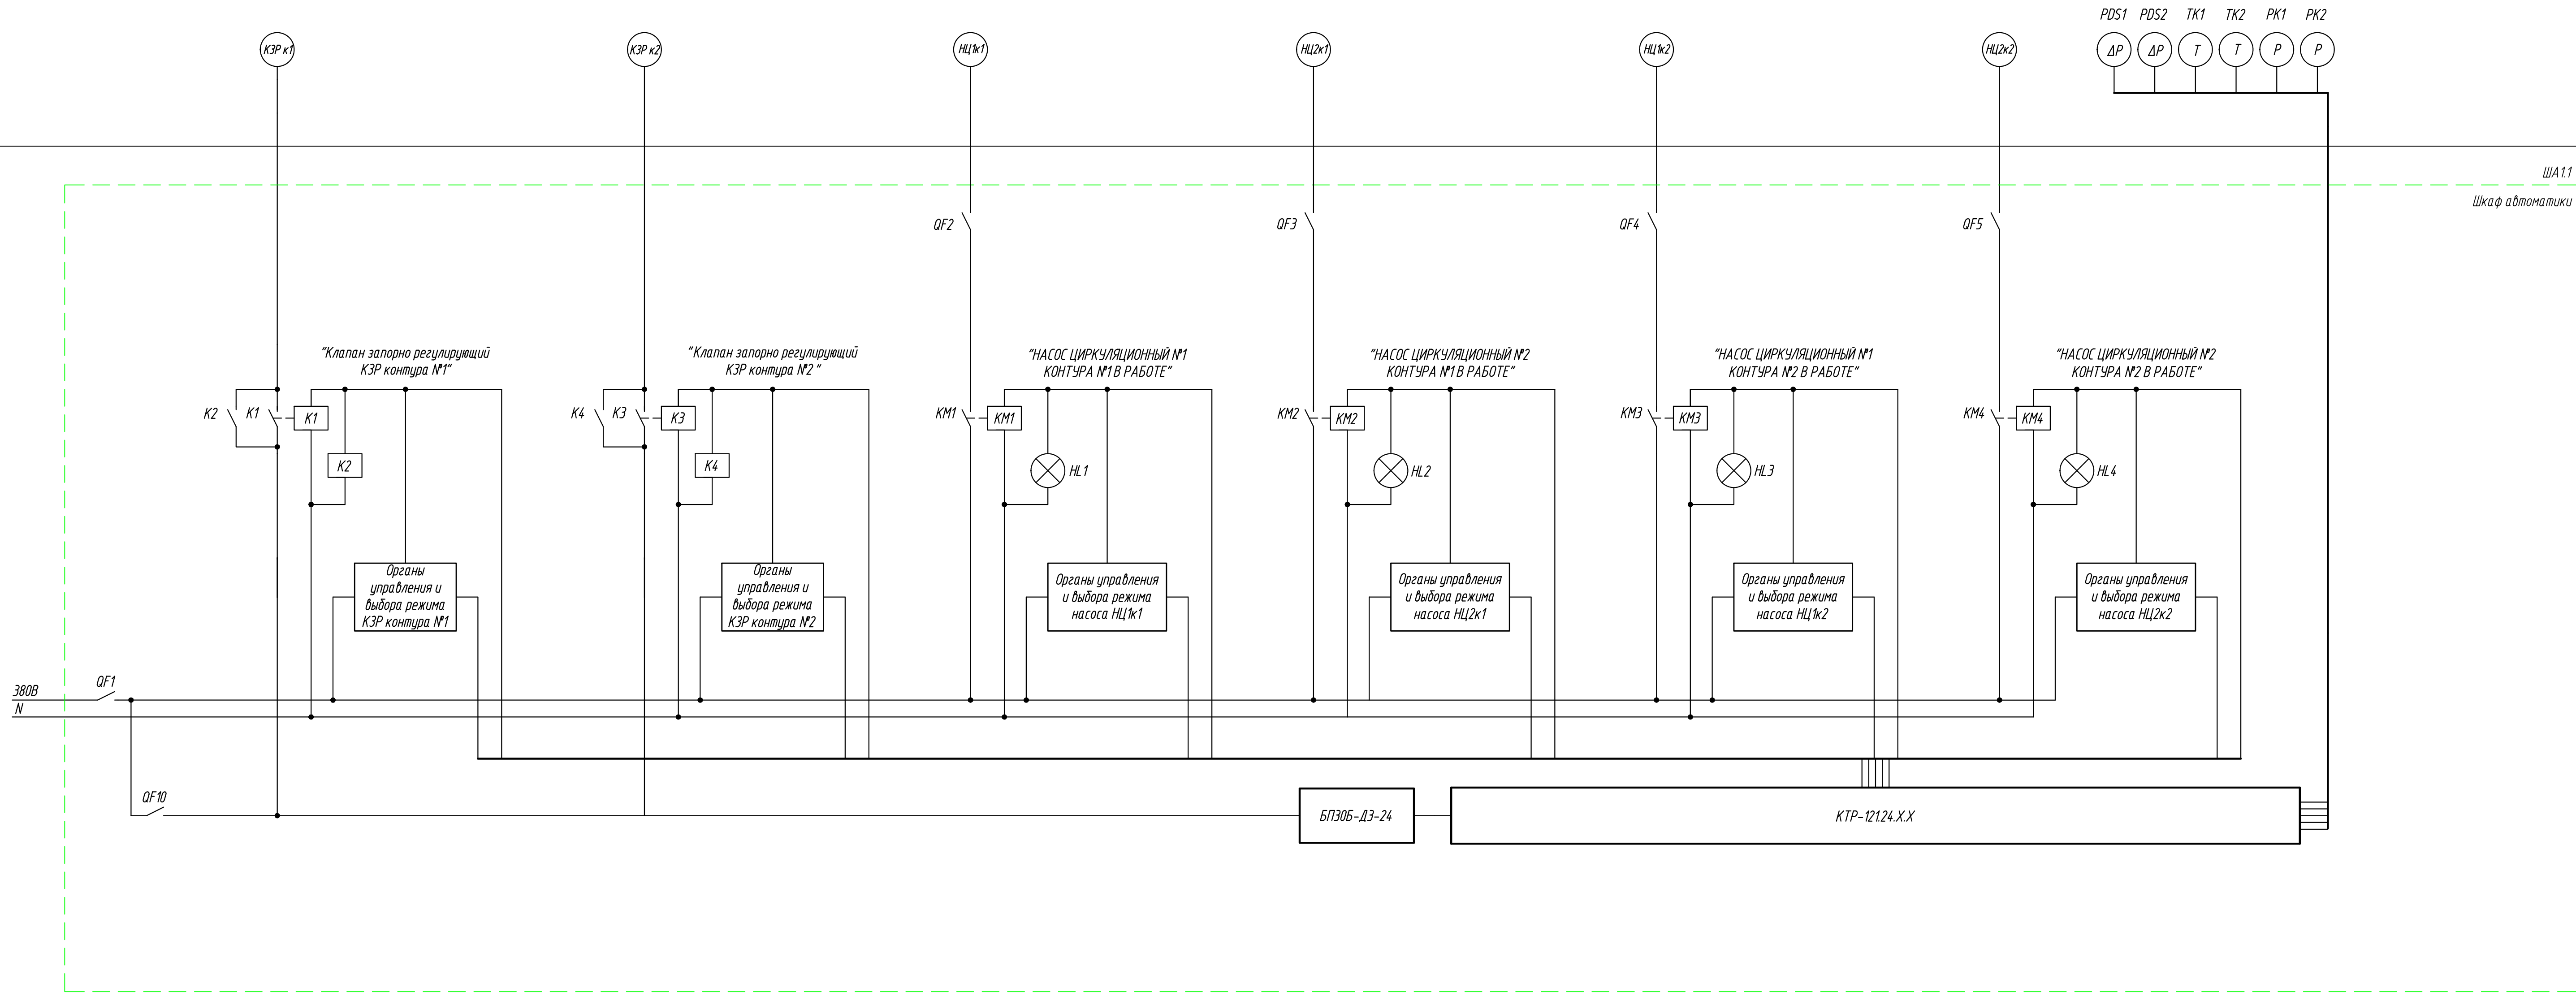 PDS1 PDS2 TK1 TK2 PK1 PK2
КЗР к1 КЗР к2 НЦ1к1 НЦ2к1 НЦ1к2 НЦ2к2 ΔP ΔP T T P P
ША1.1
Шкаф автоматики
QF2 QF3 QF4 QF5
"Клапан запорно регулирующий
КЗР контура №1"
"Клапан запорно регулирующий
КЗР контура №2 "
"НАСОС ЦИРКУЛЯЦИОННЫЙ №1
КОНТУРА №1 В РАБОТЕ"
"НАСОС ЦИРКУЛЯЦИОННЫЙ №2
КОНТУРА №1 В РАБОТЕ"
"НАСОС ЦИРКУЛЯЦИОННЫЙ №1
КОНТУРА №2 В РАБОТЕ"
"НАСОС ЦИРКУЛЯЦИОННЫЙ №2
КОНТУРА №2 В РАБОТЕ"
K2 K1 K1 K4 K3 K3 KM1 KM1 KM2 KM2 KM3 KM3 KM4 KM4
K2 K4 HL1 HL2 HL3 HL4
Органы
управления и
выбора режима
КЗР контура №1
Органы
управления и
выбора режима
КЗР контура №2
Органы управления
и выбора режима
насоса НЦ1к1
Органы управления
и выбора режима
насоса НЦ2к1
Органы управления
и выбора режима
насоса НЦ1к2
Органы управления
и выбора режима
насоса НЦ2к2
380В QF1
N
QF10
БП30Б-Д3-24 КТР-121.24.X.X